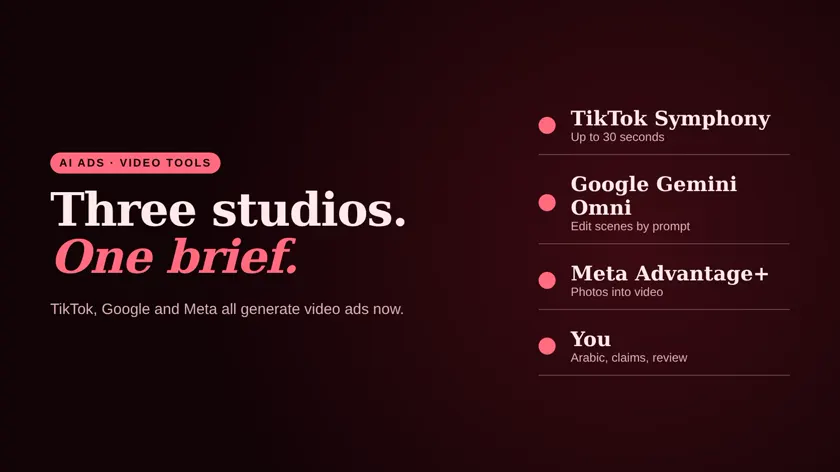 AI ADS · VIDEO TOOLS
Three studios.
One brief.
TikTok, Google and Meta all generate video ads now.
TikTok Symphony
Up to 30 seconds
Google Gemini
Omni
Edit scenes by prompt
Meta Advantage+
Photos into video
You
Arabic, claims, review